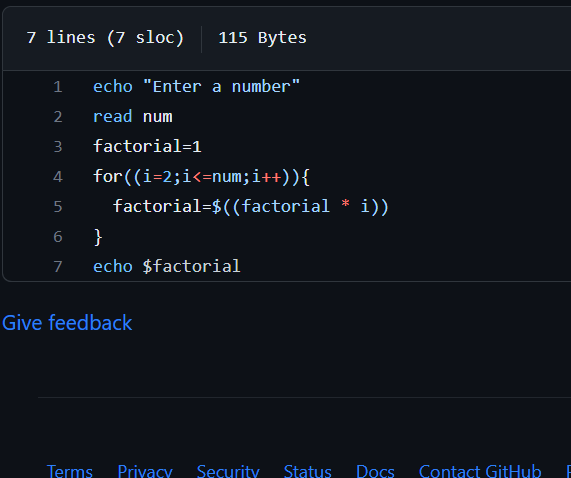 7 lines (7 sloc) 115 Bytes
1 echo "Enter a number"
2 read num
3 factorial=1
4 for((i=2;i<=num;i++)){
5 factorial=$((factorial * i))
6 }
7 echo $factorial
Give feedback
Terms Privacy Security Status Docs Contact GitHub